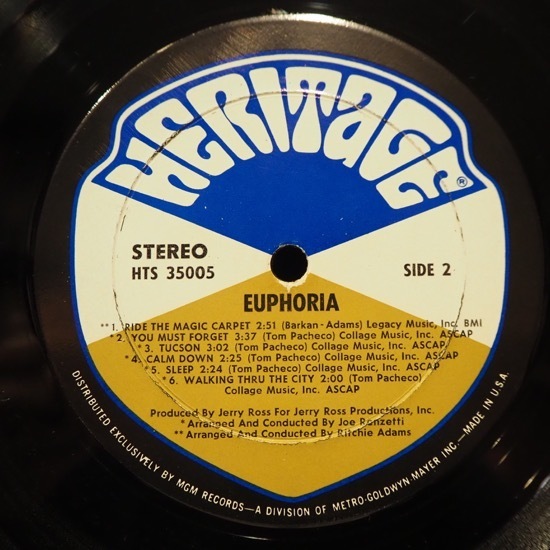 HERITAGE®
STEREO
HTS 35005
SIDE 2
EUPHORIA
**1. RIDE THE MAGIC CARPET 2:51 (Barkan-Adams) Legacy Music, Inc. BMI
*2. YOU MUST FORGET 3:37 (Tom Pacheco) Collage Music, Inc. ASCAP
*3. TUCSON 3:02 (Tom Pacheco) Collage Music, Inc. ASCAP
*4. CALM DOWN 2:25 (Tom Pacheco) Collage Music, Inc. ASCAP
*5. SLEEP 2:24 (Tom Pacheco) Collage Music, Inc. ASCAP
*6. WALKING THRU THE CITY 2:00 (Tom Pacheco)
Collage Music, Inc. ASCAP
Produced By Jerry Ross For Jerry Ross Productions, Inc.
*Arranged And Conducted By Joe Renzetti
**Arranged And Conducted By Ritchie Adams
DISTRIBUTED EXCLUSIVELY BY MGM RECORDS—A DIVISION OF METRO-GOLDWYN-MAYER INC.—MADE IN U.S.A.